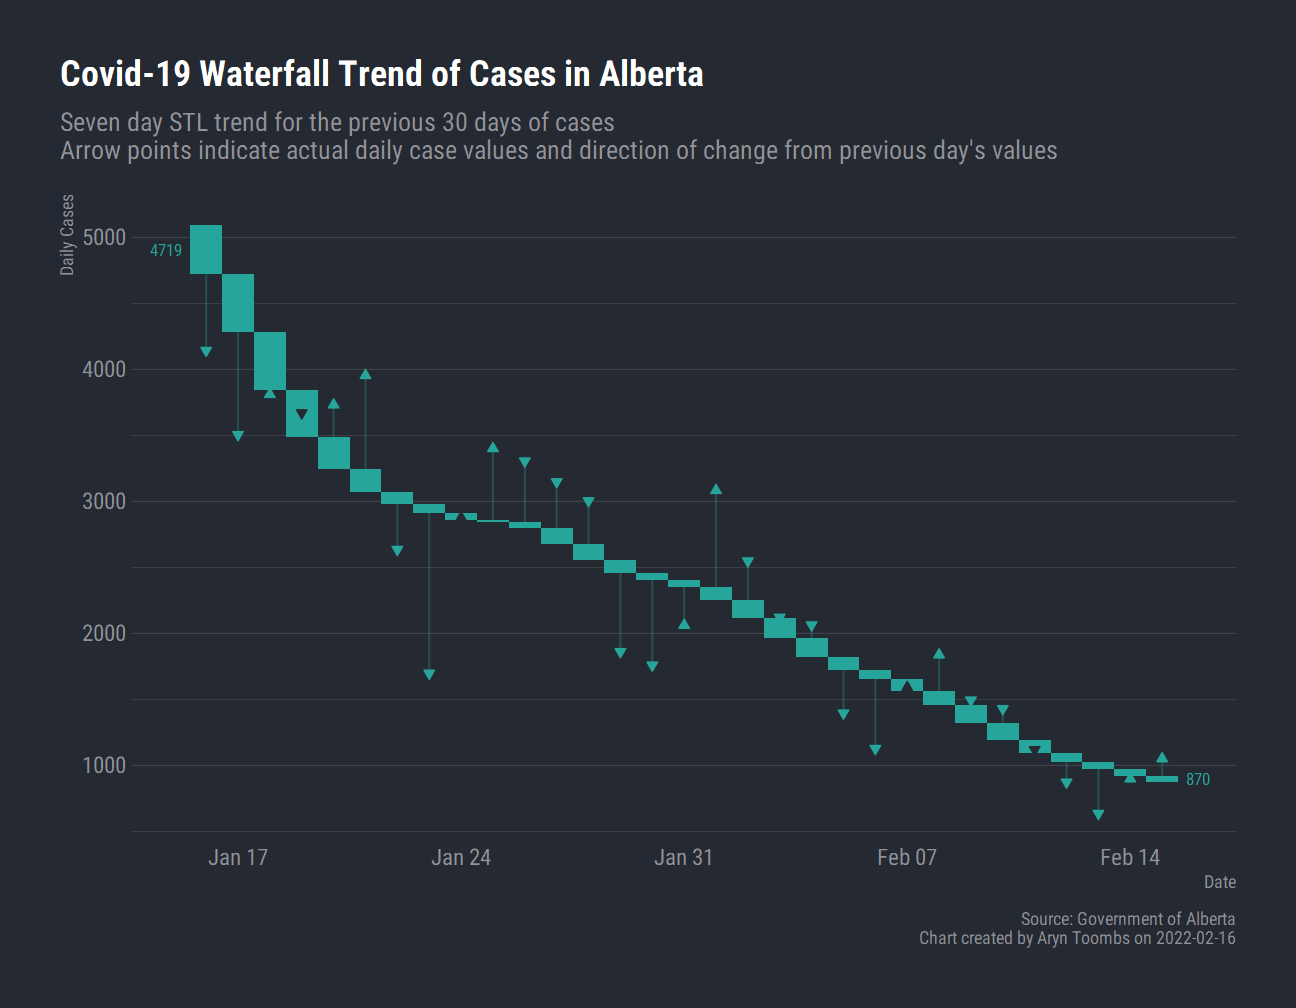 Covid-19 Waterfall Trend of Cases in Alberta
Seven day STL trend for the previous 30 days of cases
Arrow points indicate actual daily case values and direction of change from previous day's values
Daily Cases
5000
4719
4000
3000
2000
1000
870
Jan 17
Jan 24
Jan 31
Feb 07
Feb 14
Date
Source: Government of Alberta
Chart created by Aryn Toombs on 2022-02-16